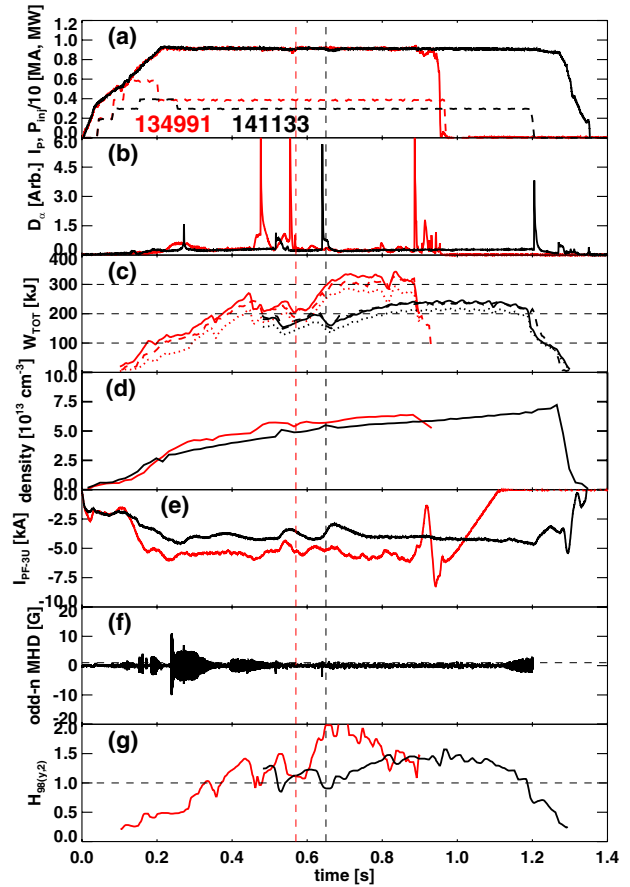 (a)
I_P, P_inj/10 [MA, MW]
1.2
1.0
0.8
0.6
0.4
0.2
0.0
134991 141133
(b)
D_α [Arb.]
6.0
4.5
3.0
1.5
0.0
(c)
W_TOT [kJ]
400
300
200
100
(d)
density [10^13 cm^-3]
10.0
7.5
5.0
2.5
0.0
(e)
I_PF-3U [kA]
0.0
-2.5
-5.0
-7.5
-10.0
(f)
odd-n MHD [G]
20
10
0
-10
-20
(g)
H_98(y,2)
2.0
1.5
1.0
0.5
0.0
0.0 0.2 0.4 0.6 0.8 1.0 1.2 1.4
time [s]